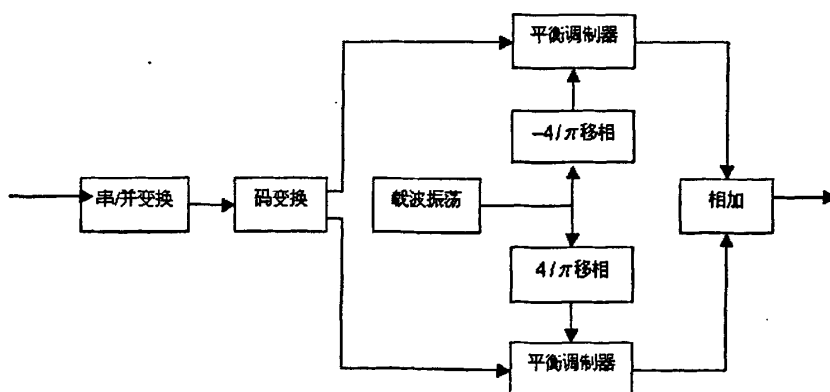 平衡调制器
-4/π移相
串/并变换
码变换
载波振荡
相加
4/π移相
平衡调制器